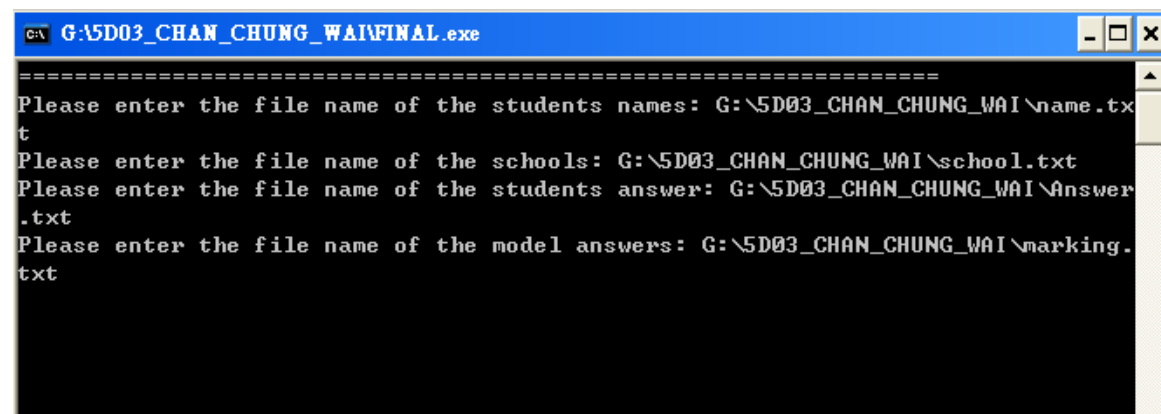 G:\5D03_CHAN_CHUNG_WAI\FINAL.exe
==================================================================
Please enter the file name of the students names: G:\5D03_CHAN_CHUNG_WAI\name.tx
t
Please enter the file name of the schools: G:\5D03_CHAN_CHUNG_WAI\school.txt
Please enter the file name of the students answer: G:\5D03_CHAN_CHUNG_WAI\Answer
.txt
Please enter the file name of the model answers: G:\5D03_CHAN_CHUNG_WAI\marking.
txt